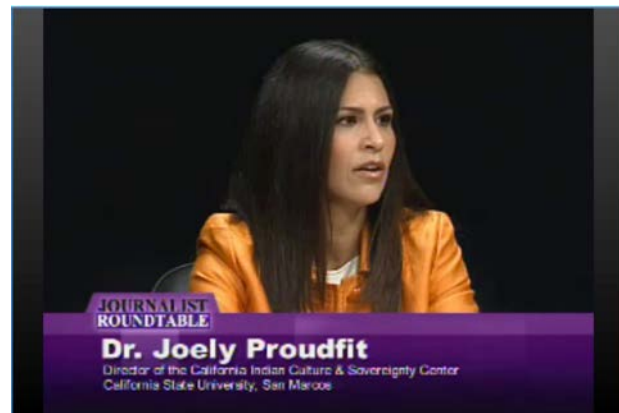 JOURNALIST
ROUNDTABLE
Dr. Joely Proudfit
Director of the California Indian Culture & Sovereignty Center
California State University, San Marcos